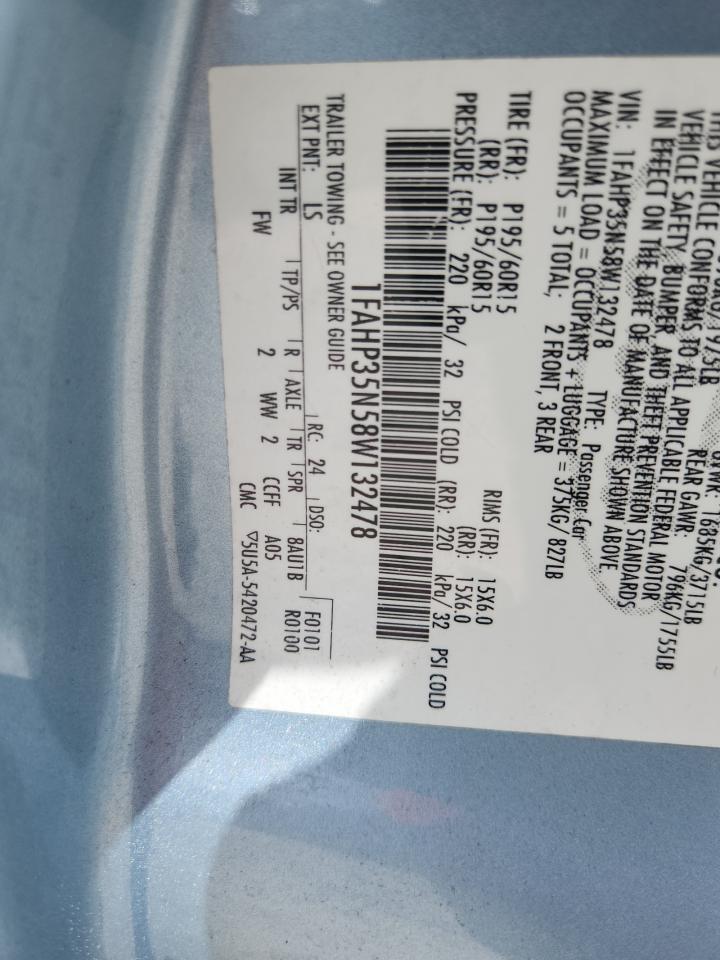 VEHICLE CONFORMS TO ALL APPLICABLE FEDERAL MOTOR
VEHICLE SAFETY, BUMPER, AND THEFT PREVENTION STANDARDS
IN EFFECT ON THE DATE OF MANUFACTURE SHOWN ABOVE
REAR GAWR: 796KG/1755LB
1685KG/3715LB
VIN: 1FAHP35N58W132478 TYPE: Passenger Car
MAXIMUM LOAD = OCCUPANTS + LUGGAGE = 375KG/827LB
OCCUPANTS = 5 TOTAL; 2 FRONT, 3 REAR
TIRE (FR): P195/60R15 RIMS (FR): 15X6.0
(RR): P195/60R15 (RR): 15X6.0
PRESSURE (FR): 220 kPa/ 32 PSI COLD (RR): 220 kPa/ 32 PSI COLD
1FAHP35N58W132478
TRAILER TOWING - SEE OWNER GUIDE
EXT PNT: LS RC: 24 DSO: F0101
INT TR TP/PS R AXLE TR SPR 8AU1B R0100
FW 2 WW 2 CCFF A05
CMC ▽5U5A-5420472-AA